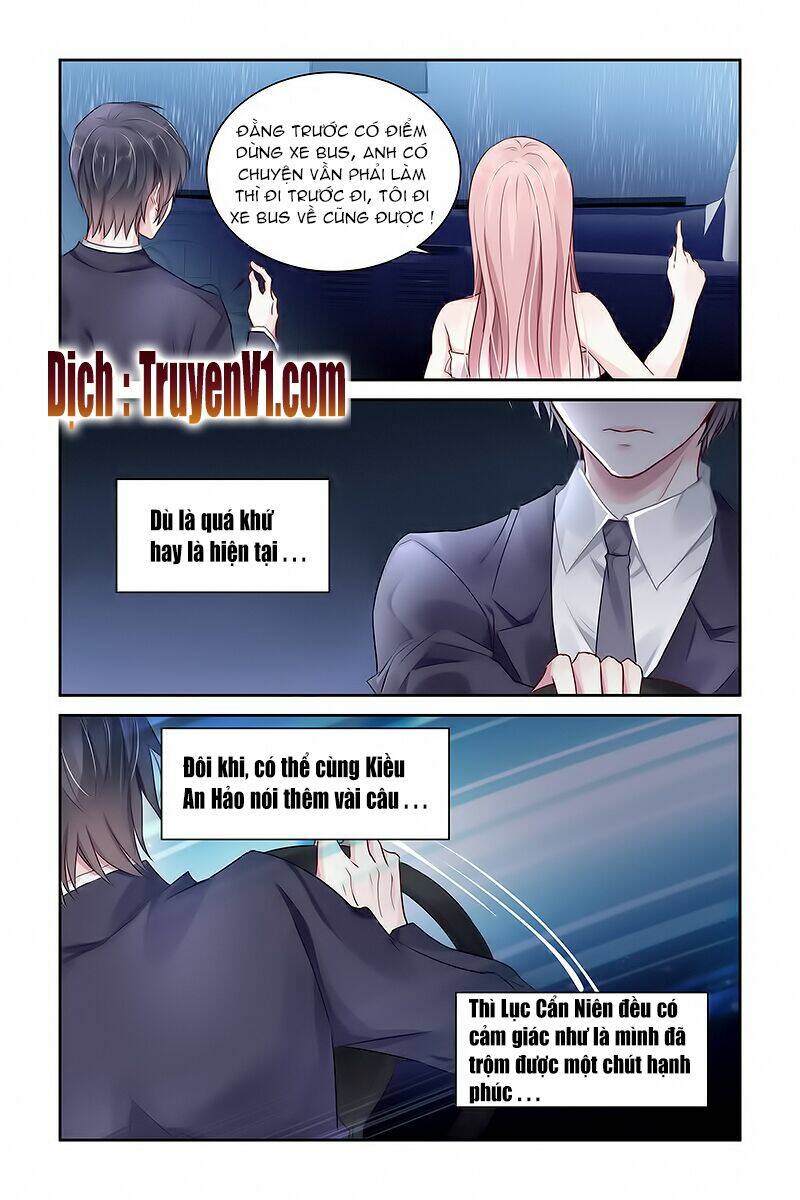 ĐẰNG TRƯỚC CÓ ĐIỂM
DỪNG XE BUS, ANH CÓ
CHUYỆN VẪN PHẢI LÀM
THÌ ĐI TRƯỚC ĐI, TÔI ĐI
XE BUS VỀ CŨNG ĐƯỢC !
Dịch : TruyenV1.com
Dù là quá khứ
hay là hiện tại . . .
Đôi khi, có thể cùng Kiều
An Hảo nói thêm vài câu . . .
Thì Lục Cẩn Niên đều có
cảm giác như là mình đã
trộm được một chút hạnh
phúc . . .